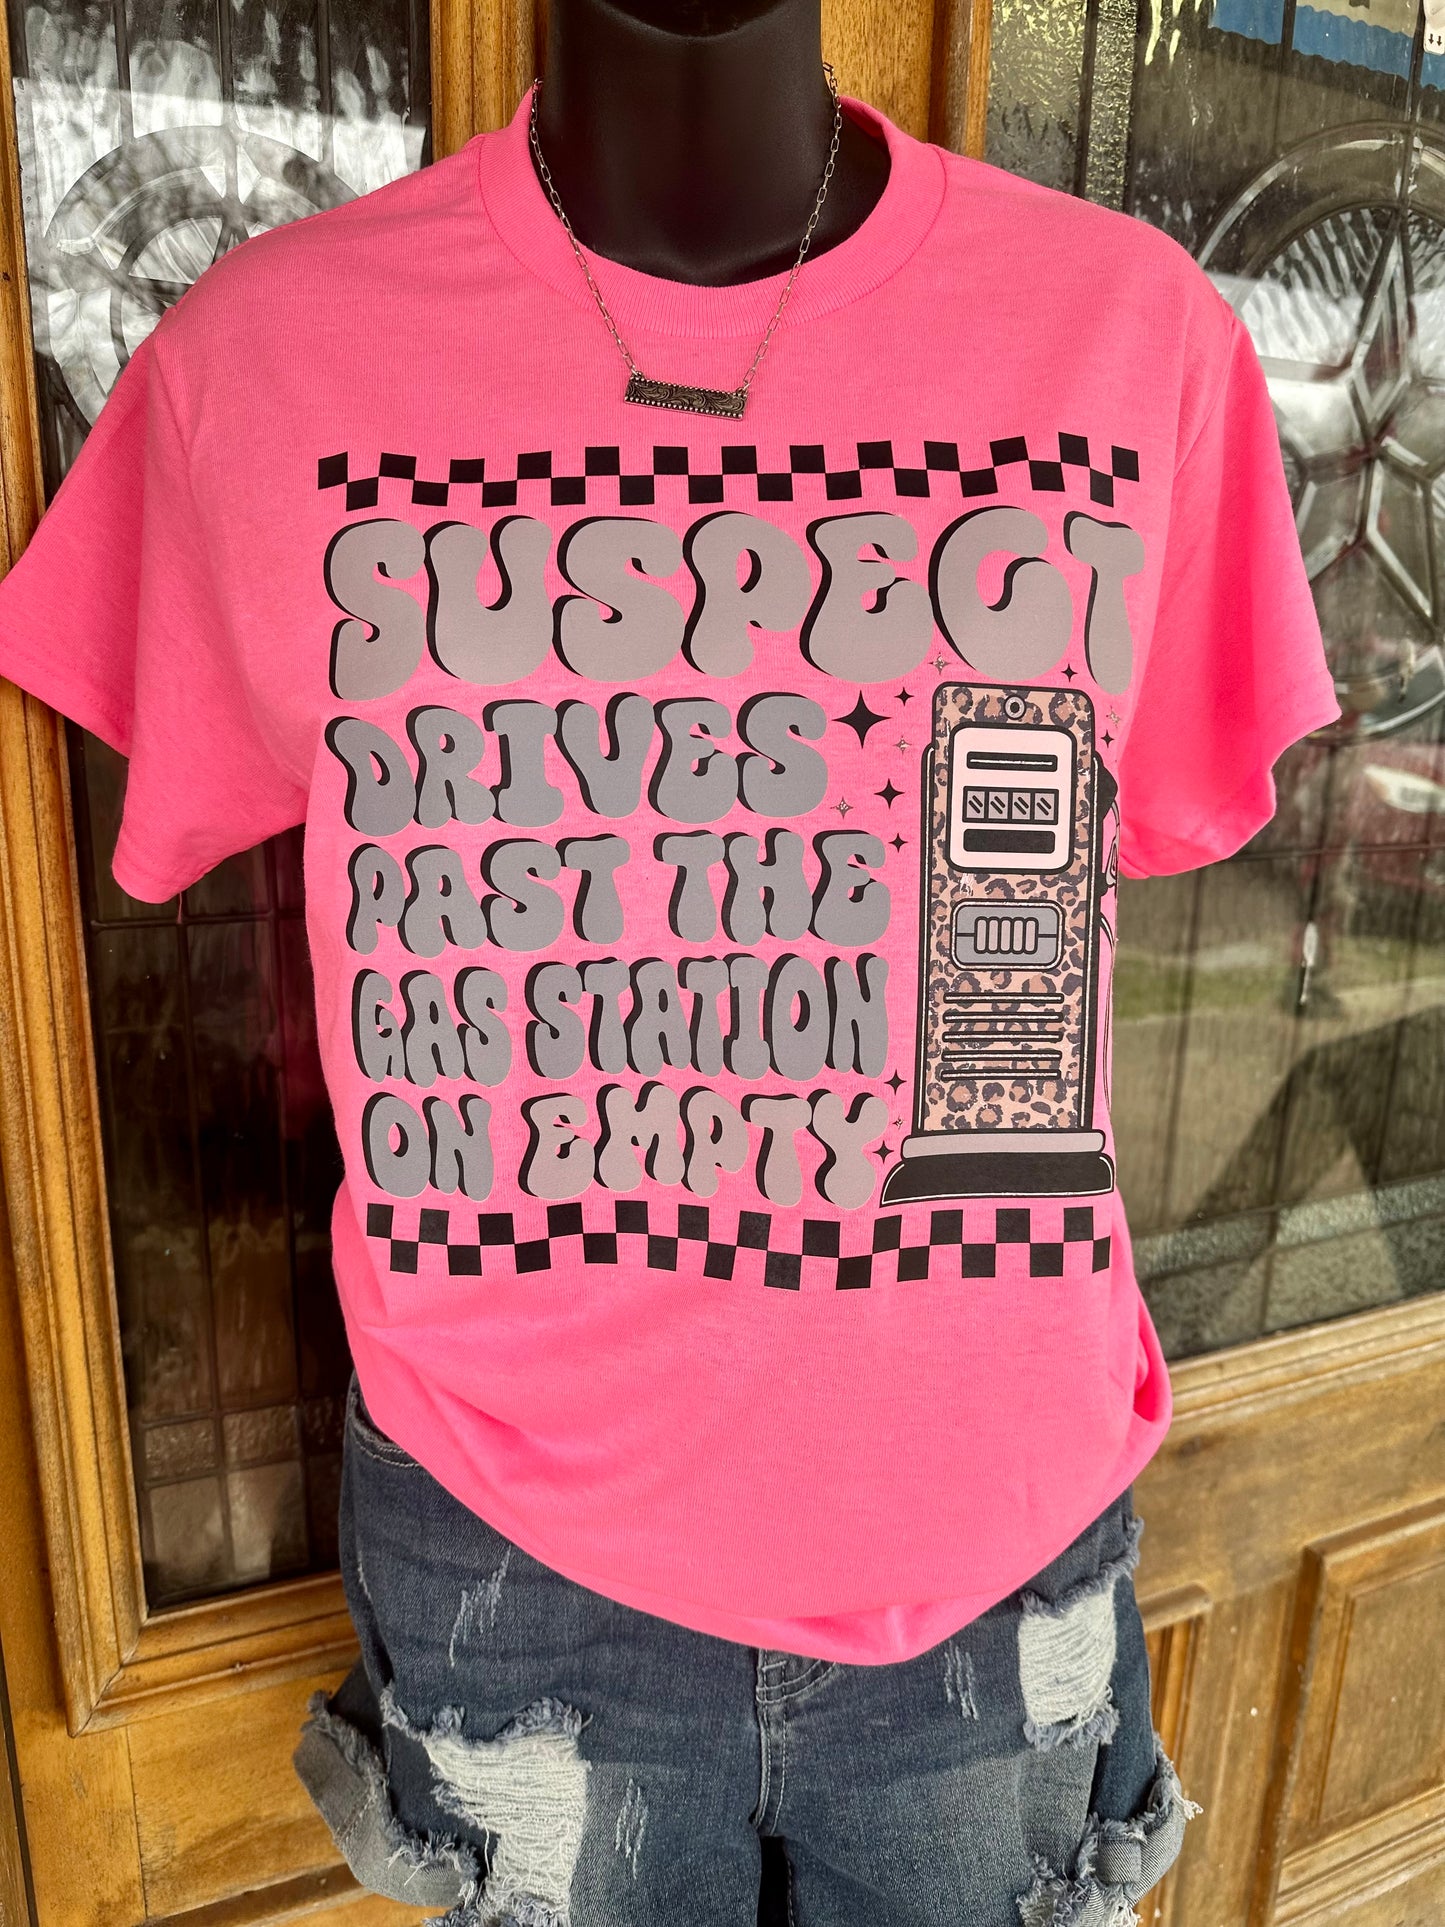 SUSPECT
DRIVES
PAST THE
GAS STATION
ON EMPTY